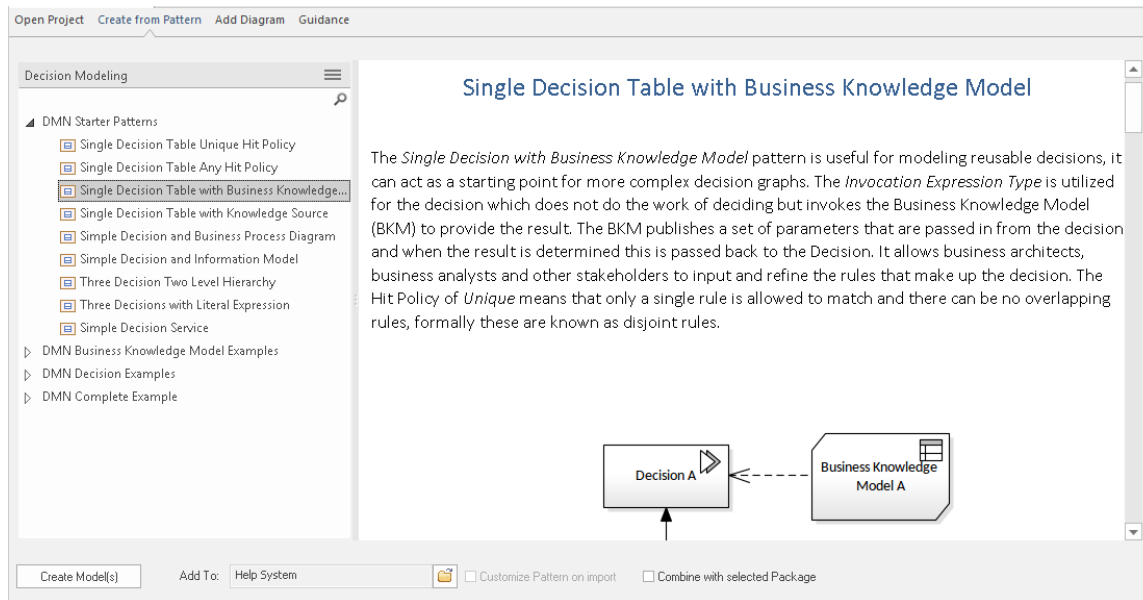 Open Project Create from Pattern Add Diagram Guidance
Decision Modeling
DMN Starter Patterns
Single Decision Table Unique Hit Policy
Single Decision Table Any Hit Policy
Single Decision Table with Business Knowledge...
Single Decision Table with Knowledge Source
Simple Decision and Business Process Diagram
Simple Decision and Information Model
Three Decision Two Level Hierarchy
Three Decisions with Literal Expression
Simple Decision Service
DMN Business Knowledge Model Examples
DMN Decision Examples
DMN Complete Example
Single Decision Table with Business Knowledge Model
The Single Decision with Business Knowledge Model pattern is useful for modeling reusable decisions, it
can act as a starting point for more complex decision graphs. The Invocation Expression Type is utilized
for the decision which does not do the work of deciding but invokes the Business Knowledge Model
(BKM) to provide the result. The BKM publishes a set of parameters that are passed in from the decision
and when the result is determined this is passed back to the Decision. It allows business architects,
business analysts and other stakeholders to input and refine the rules that make up the decision. The
Hit Policy of Unique means that only a single rule is allowed to match and there can be no overlapping
rules, formally these are known as disjoint rules.
Decision A
Business Knowledge
Model A
Create Model(s) Add To: Help System Customize Pattern on import Combine with selected Package